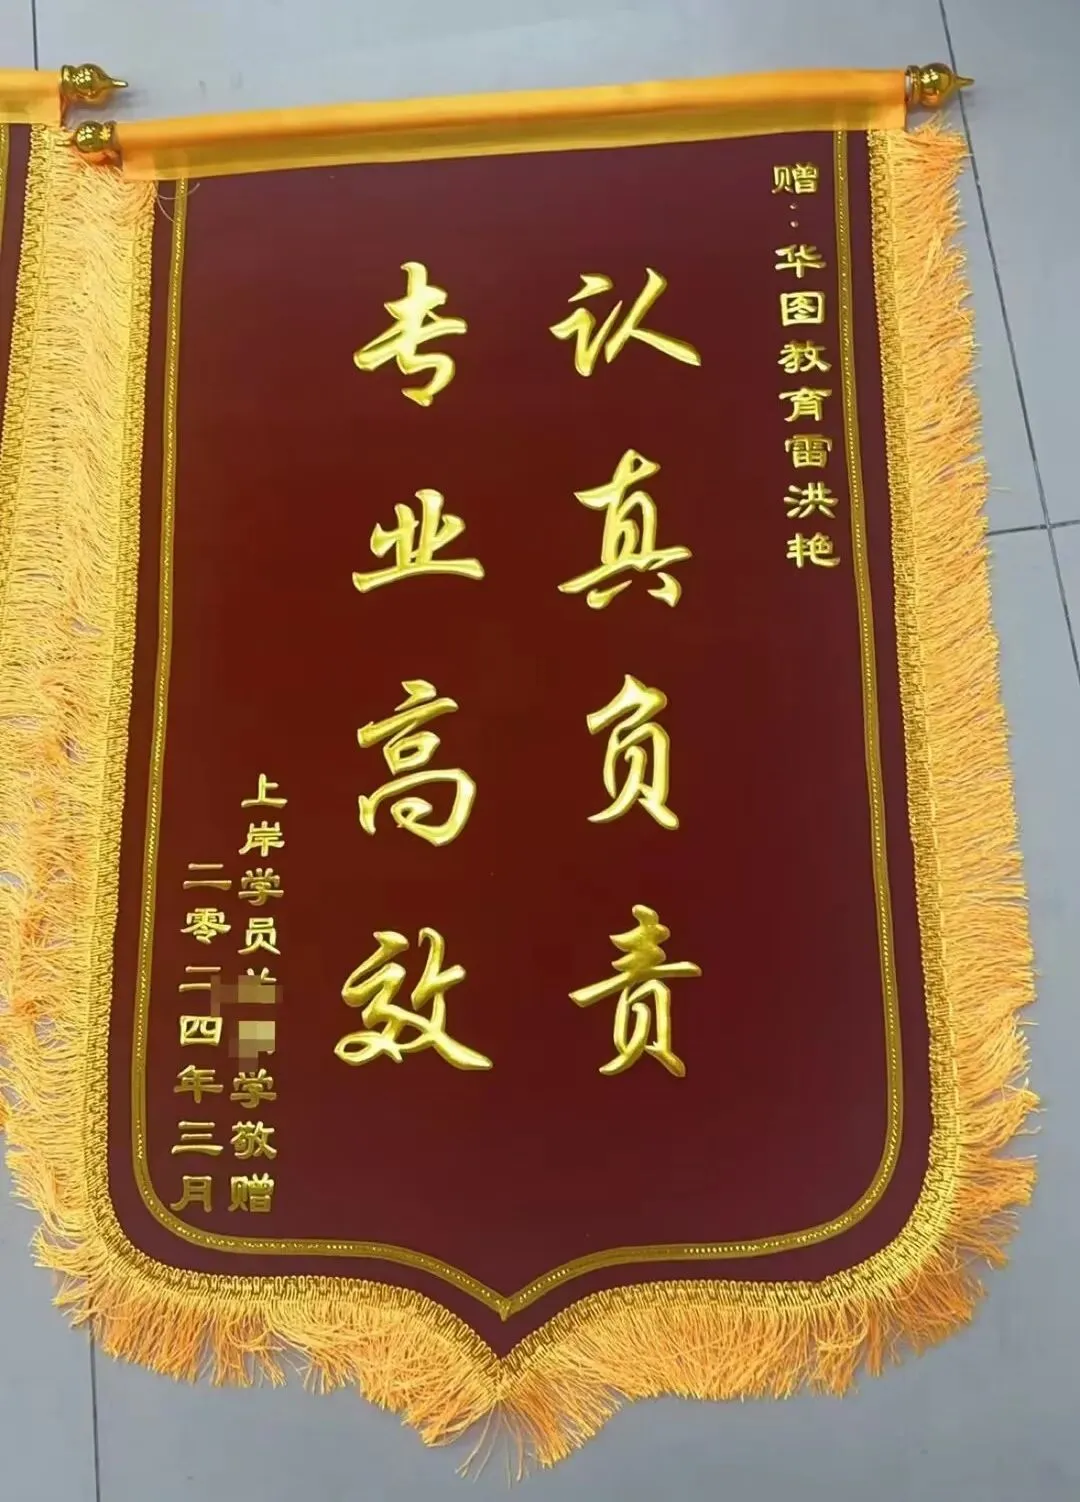 赠：华图教育雷洪艳
认真负责
专业高效
上岸学员 学敬赠
二零二四年三月